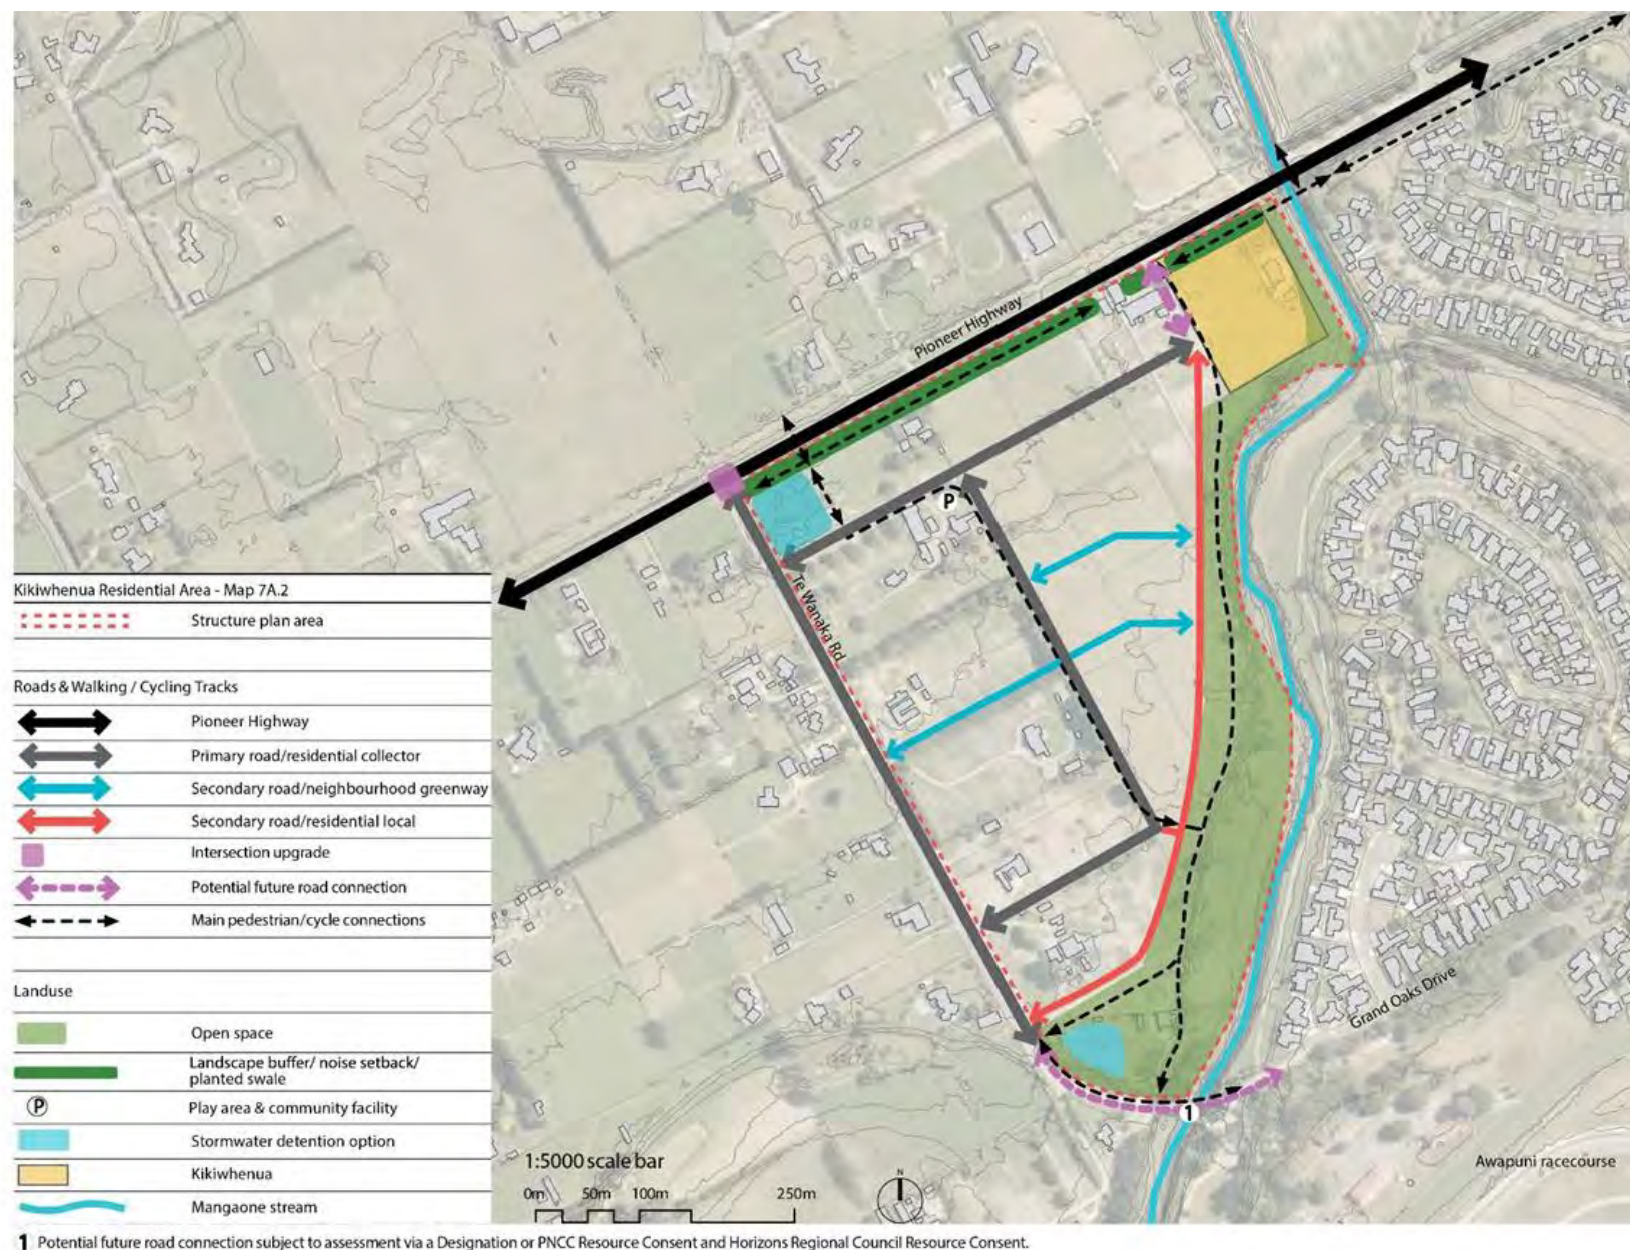 Pioneer Highway
Te Wanaka Rd
P
Kikiwhenua Residential Area - Map 7A.2
Structure plan area
Roads & Walking / Cycling Tracks
Pioneer Highway
Primary road/residential collector
Secondary road/neighbourhood greenway
Secondary road/residential local
Intersection upgrade
Potential future road connection
Main pedestrian/cycle connections
Landuse
Open space
Landscape buffer/ noise setback/
planted swale
P
Play area & community facility
Stormwater detention option
Kikiwhenua
Mangaone stream
Grand Oaks Drive
1
Awapuni racecourse
1:5000 scale bar
0m 50m 100m 250m
N
1 Potential future road connection subject to assessment via a Designation or PNCC Resource Consent and Horizons Regional Council Resource Consent.